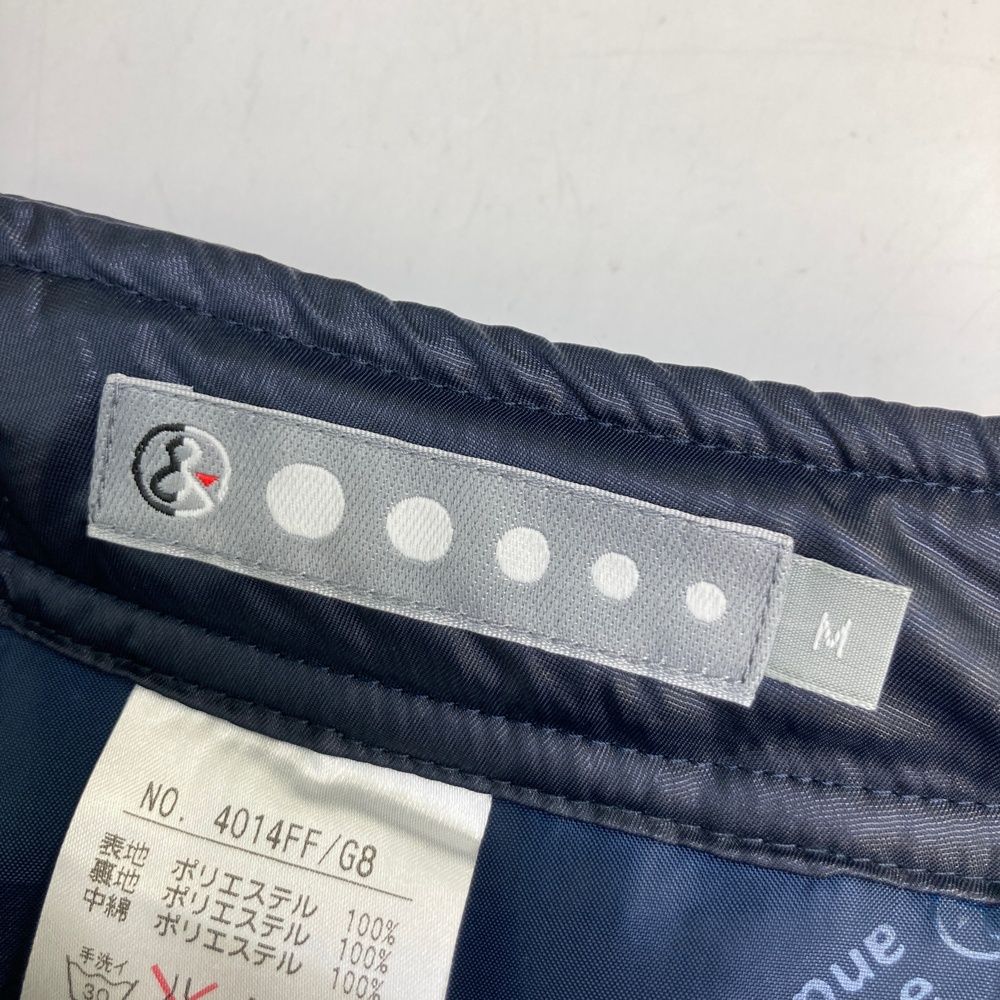 M
NO. 4014FF/G8
表地 ポリエステル 100%
裏地 ポリエステル 100%
中綿 ポリエステル 100%
手洗イ
30
and